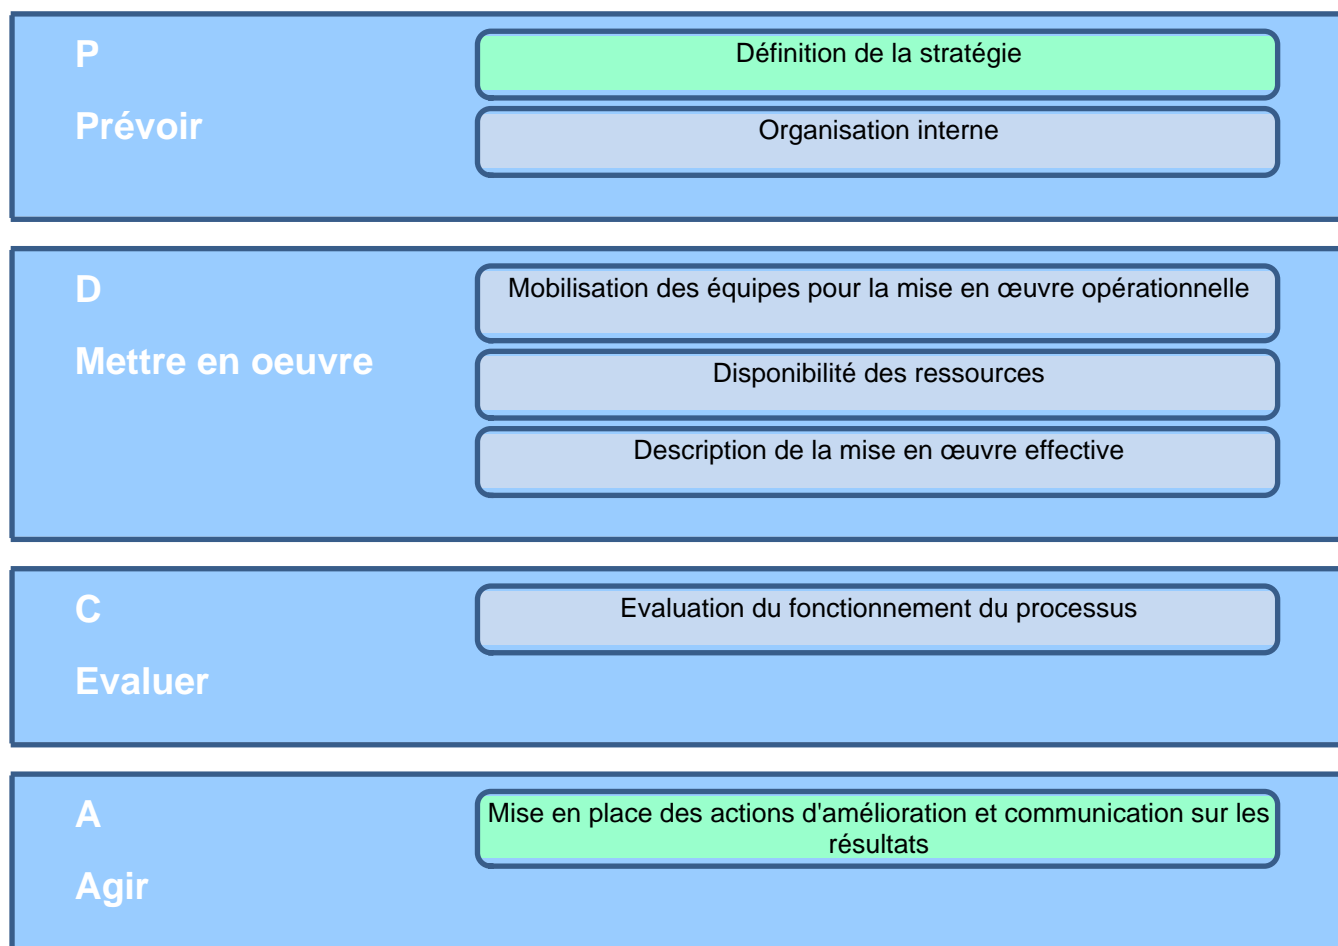 P
Prévoir
Définition de la stratégie
Organisation interne
D
Mettre en oeuvre
Mobilisation des équipes pour la mise en œuvre opérationnelle
Disponibilité des ressources
Description de la mise en œuvre effective
C
Evaluer
Evaluation du fonctionnement du processus
A
Agir
Mise en place des actions d'amélioration et communication sur les
résultats